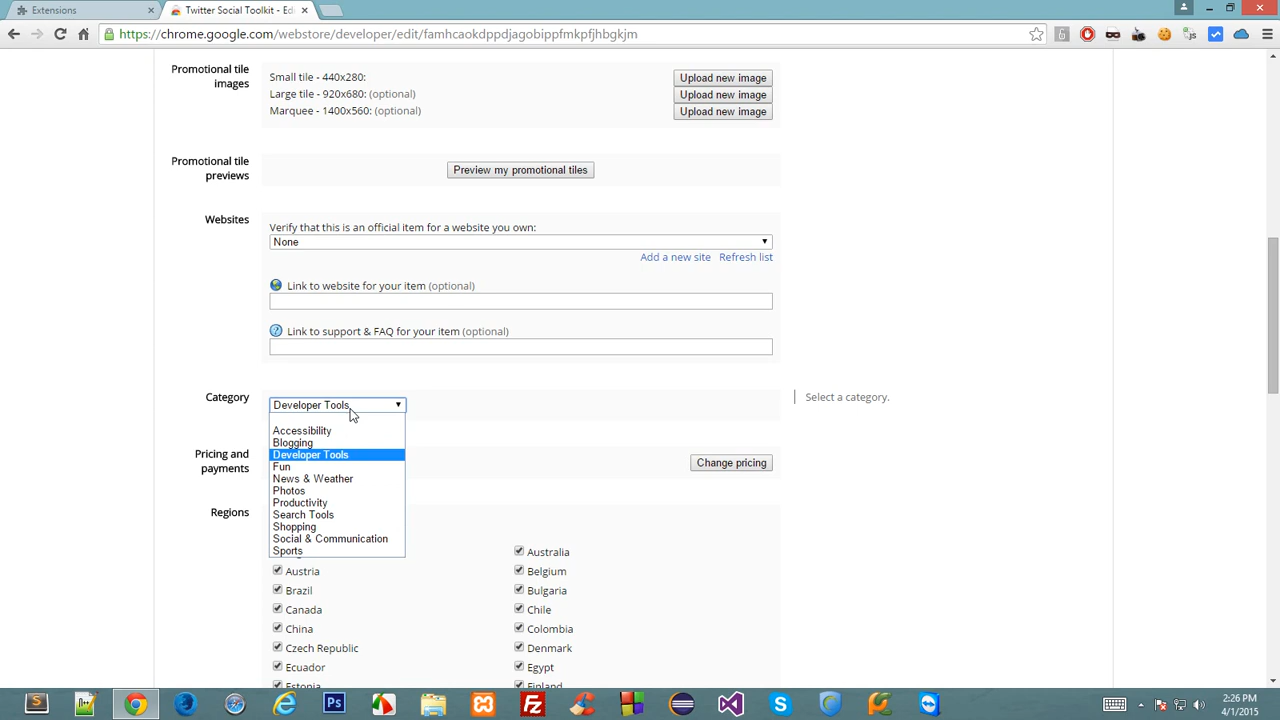 Extensions
Twitter Social Toolkit - Edi
https://chrome.google.com/webstore/developer/edit/famhcaokdppdjagobippfmkpfjhbgkjm
Promotional tile images
Small tile - 440x280:
Upload new image
Large tile - 920x680: (optional)
Upload new image
Marquee - 1400x560: (optional)
Upload new image
Promotional tile previews
Preview my promotional tiles
Websites
Verify that this is an official item for a website you own:
None
Add a new site
Refresh list
Link to website for your item (optional)
Link to support & FAQ for your item (optional)
Category
Developer Tools
Select a category.
Accessibility
Blogging
Developer Tools
Fun
News & Weather
Photos
Productivity
Search Tools
Shopping
Social & Communication
Sports
Pricing and payments
Change pricing
Regions
Australia
Austria
Belgium
Brazil
Bulgaria
Canada
Chile
China
Colombia
Czech Republic
Denmark
Ecuador
Egypt
Estonia
Finland
2:26 PM
4/1/2015